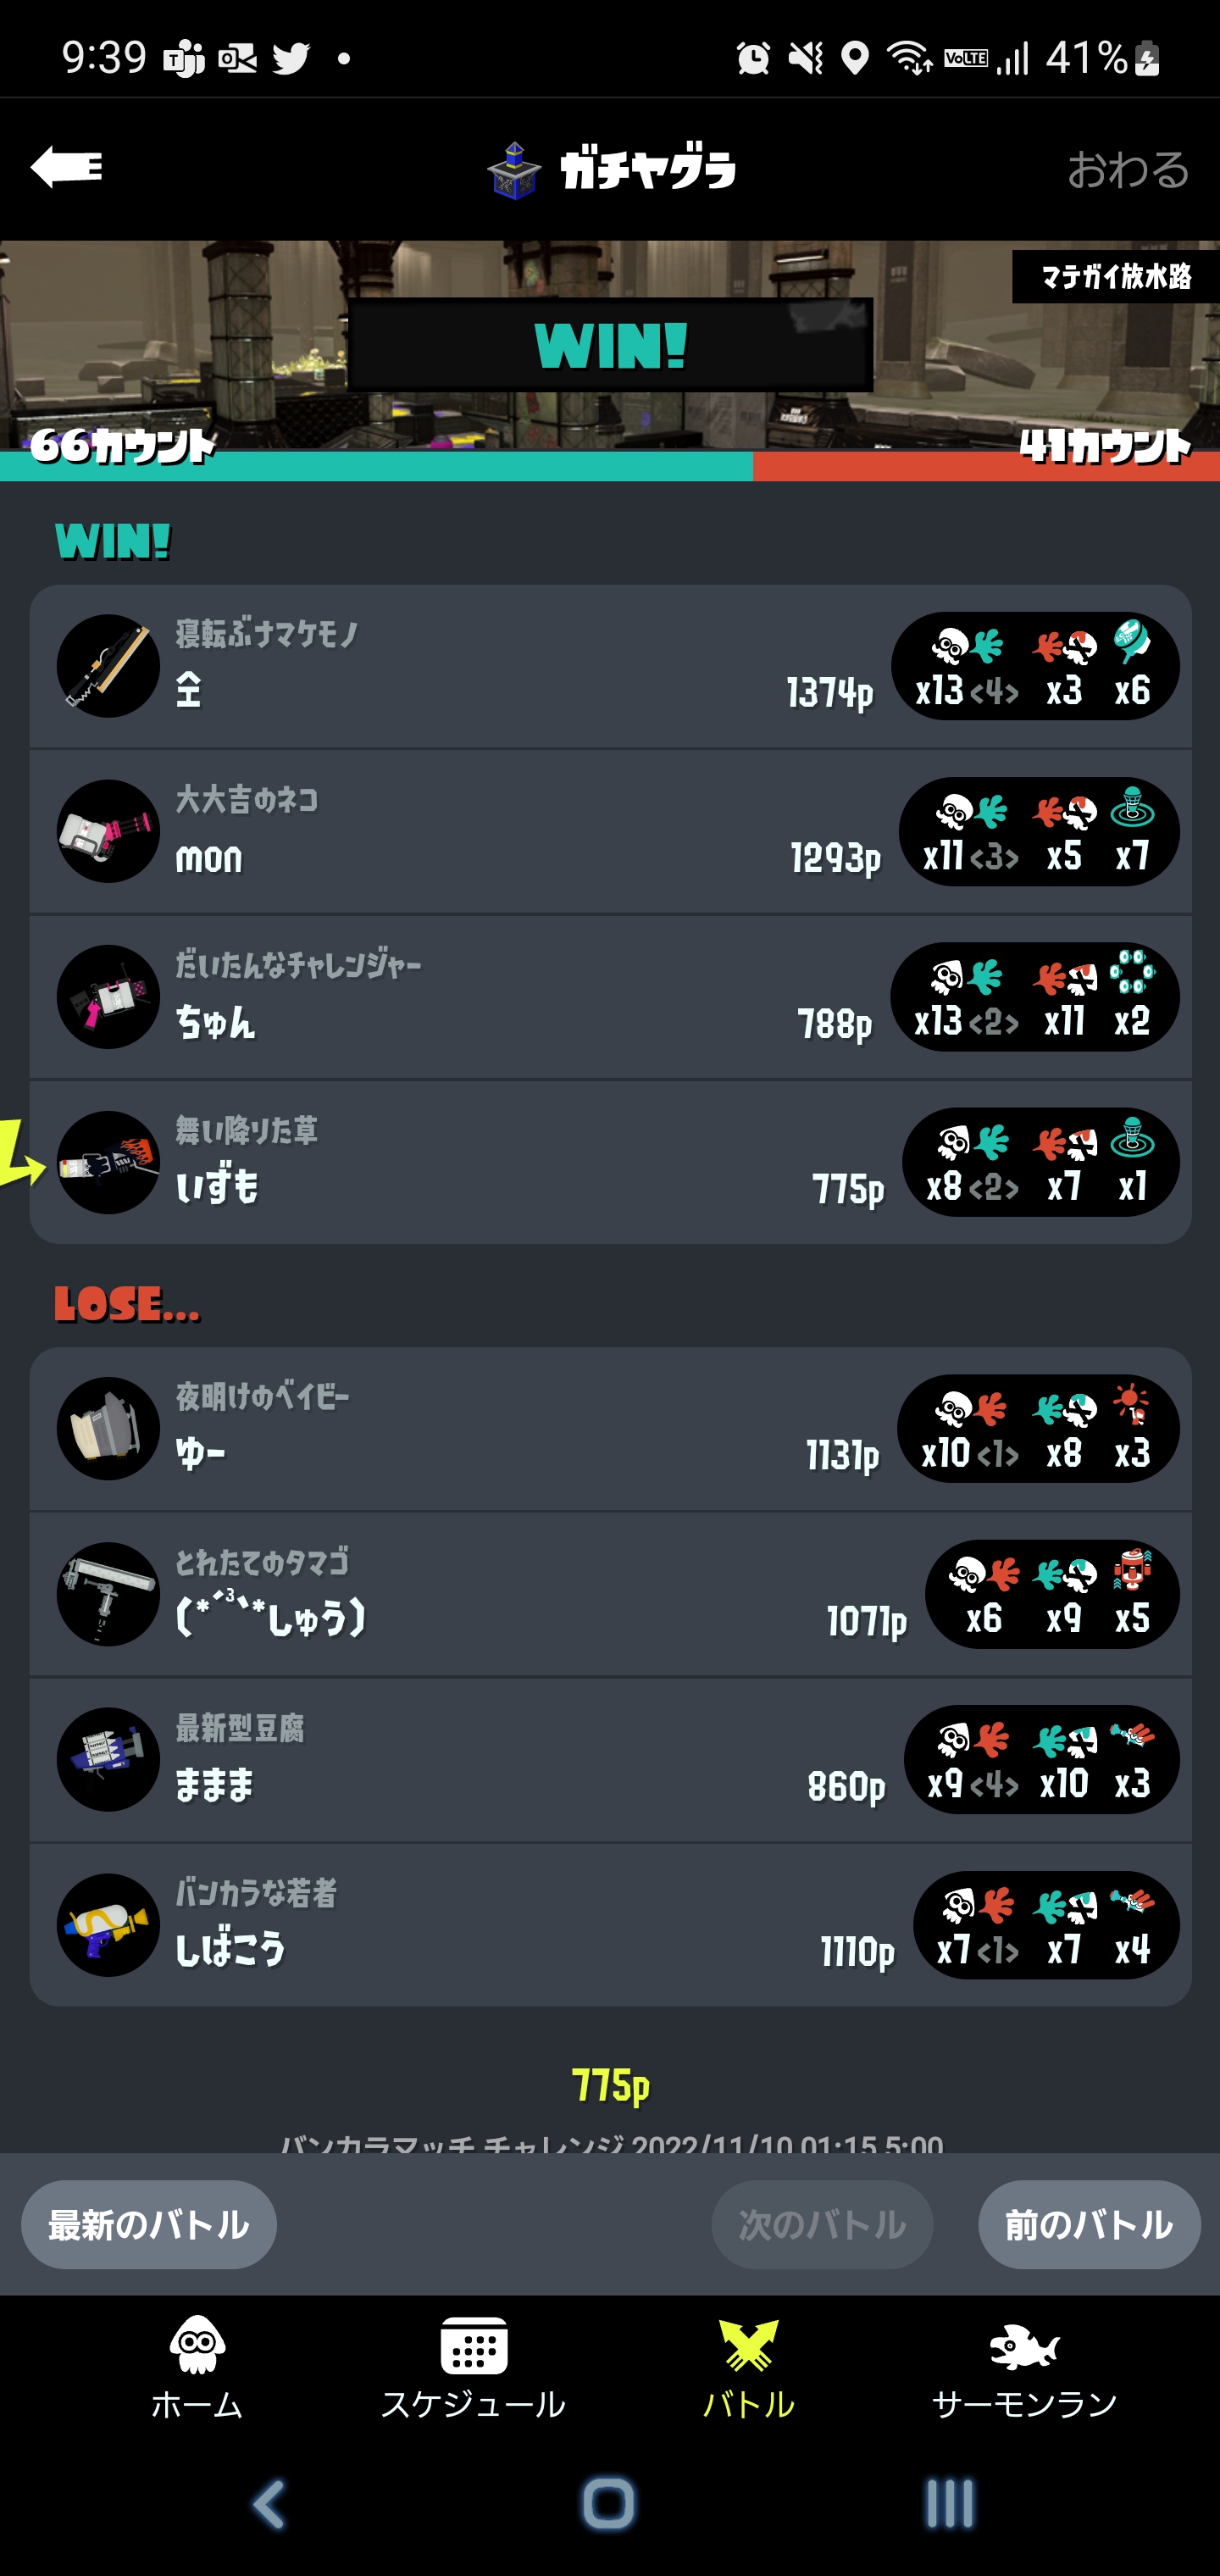 9:39 VoLTE 41%
ガチヤグラ おわる
マテガイ放水路
WIN!
66カウント 41カウント
WIN!
寝転ぶナマケモノ
1374p x13 <4> x3 x6
大大吉のネコ
mon 1293p x11 <3> x5 x7
だいたんなチャレンジャー
ちゅん 788p x13 <2> x11 x2
舞い降りた草
いずも 775p x8 <2> x7 x1
LOSE...
夜明けのベイビー
ゆー 1131p x10 <1> x8 x3
とれたてのタマゴ
(*´³`*しゅう) 1071p x6 x9 x5
最新型豆腐
ままま 860p x9 <4> x10 x3
バンカラな若者
しばこう 1110p x7 <1> x7 x4
775p
バンカラマッチ チャレンジ 2022/11/10 01:15 5:00
最新のバトル 次のバトル 前のバトル
ホーム スケジュール バトル サーモンラン